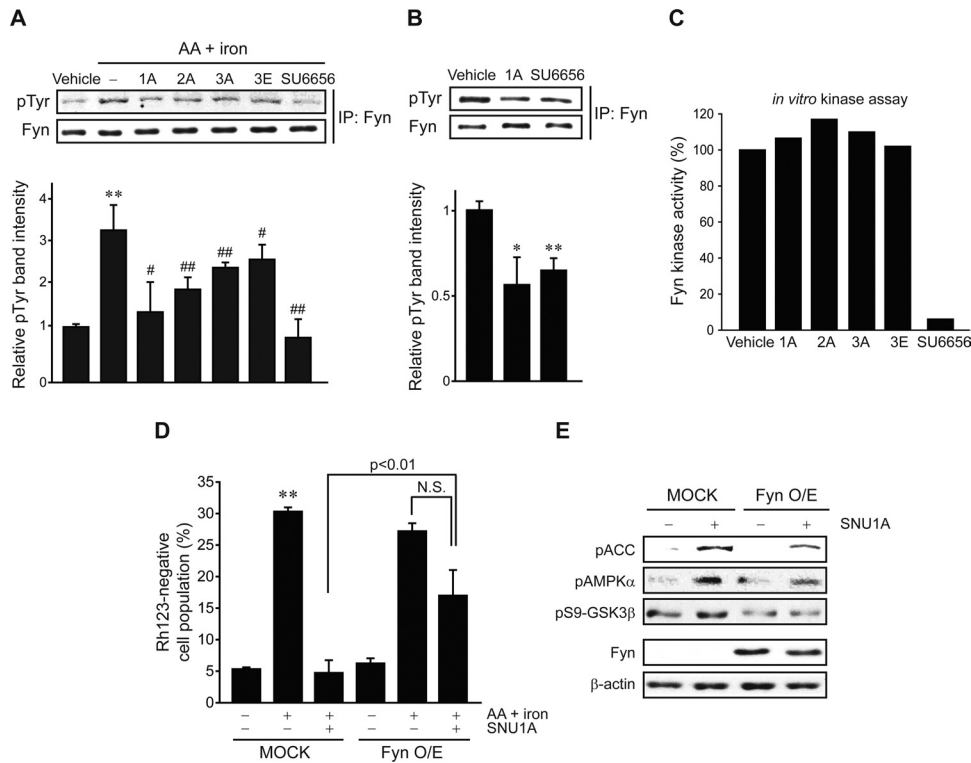 A
AA + iron
Vehicle – 1A 2A 3A 3E SU6656
pTyr
Fyn
IP: Fyn
Relative pTyr band intensity
4
3
2
1
0
**
#
##
##
#
##
B
Vehicle 1A SU6656
pTyr
Fyn
IP: Fyn
Relative pTyr band intensity
1
0.5
0
*
**
C
in vitro kinase assay
Fyn kinase activity (%)
120
100
80
60
40
20
0
Vehicle 1A 2A 3A 3E SU6656
D
p<0.01
N.S.
**
Rh123-negative
cell population (%)
35
30
25
20
15
10
5
0
– + + – + + AA + iron
– – + – – + SNU1A
MOCK Fyn O/E
E
MOCK Fyn O/E
– + – + SNU1A
pACC
pAMPKα
pS9-GSK3β
Fyn
β-actin